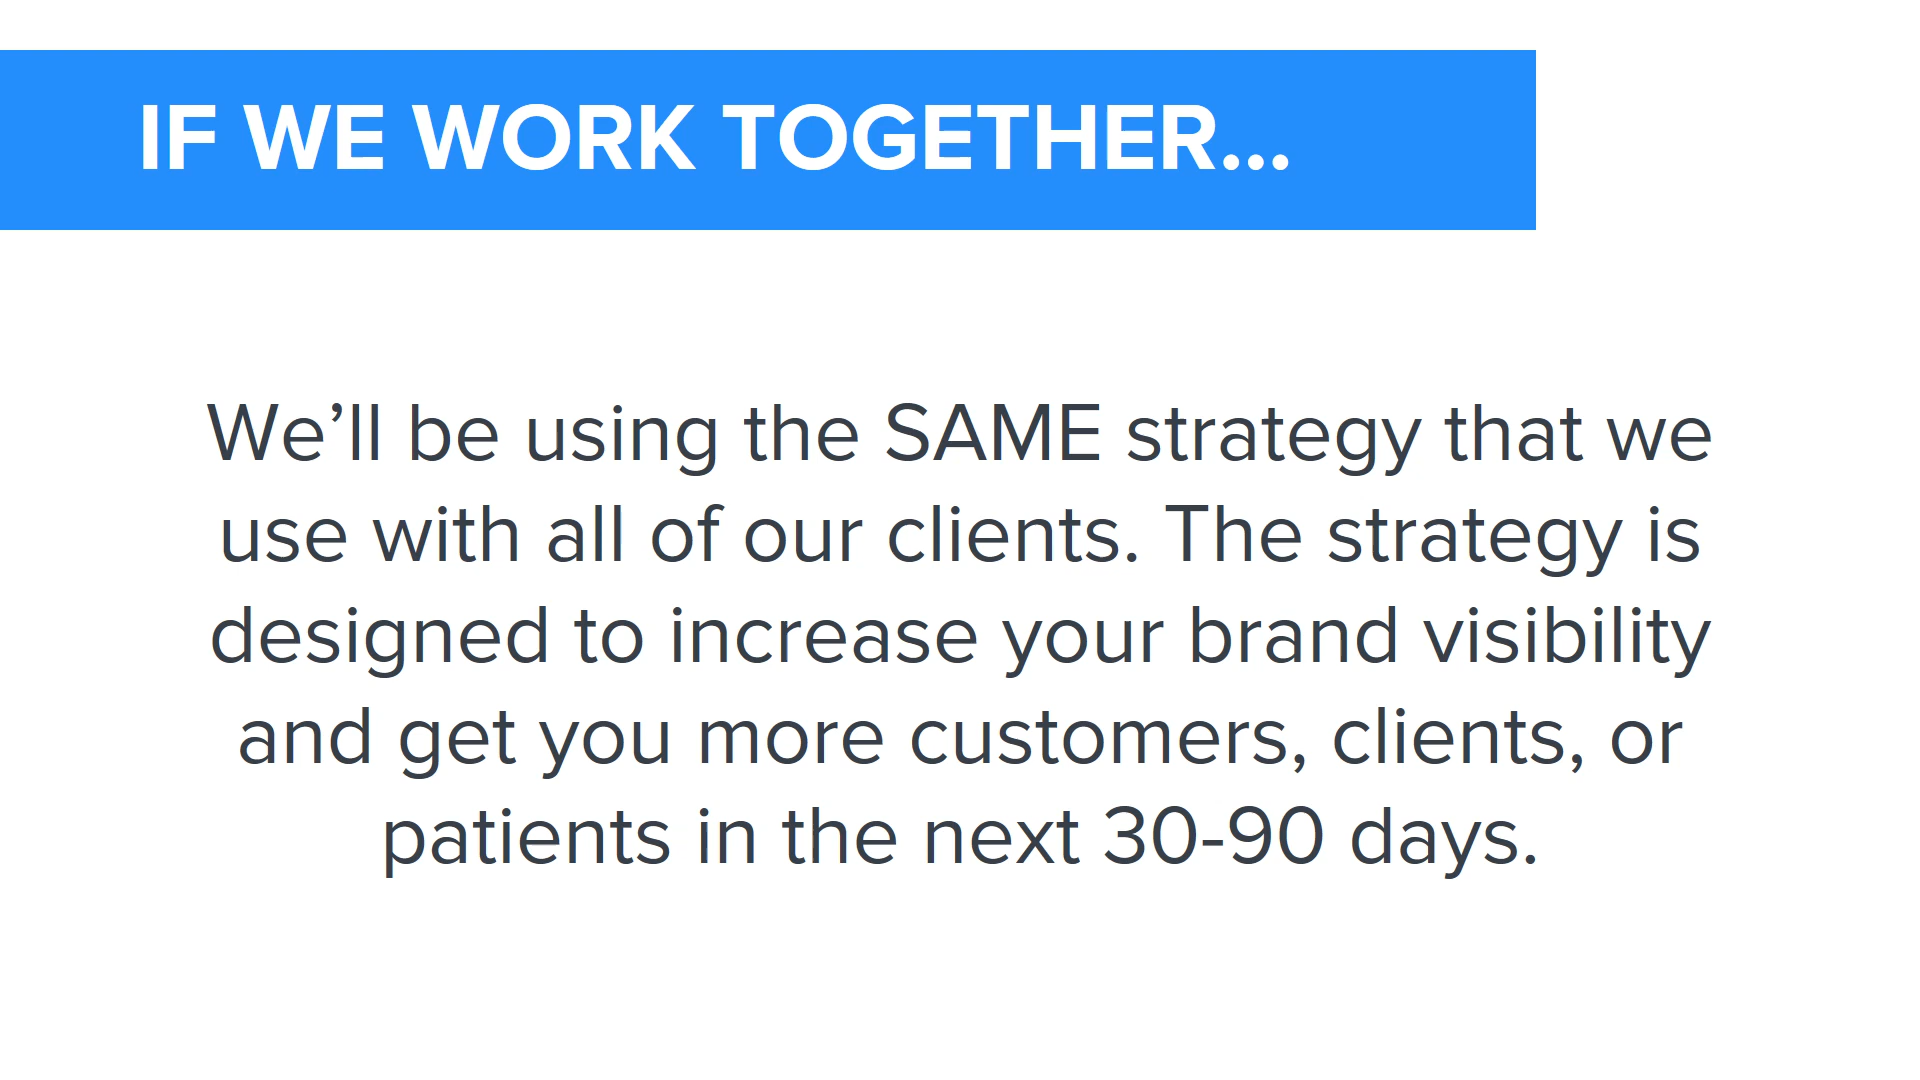 IF WE WORK TOGETHER...
We’ll be using the SAME strategy that we
use with all of our clients. The strategy is
designed to increase your brand visibility
and get you more customers, clients, or
patients in the next 30-90 days.